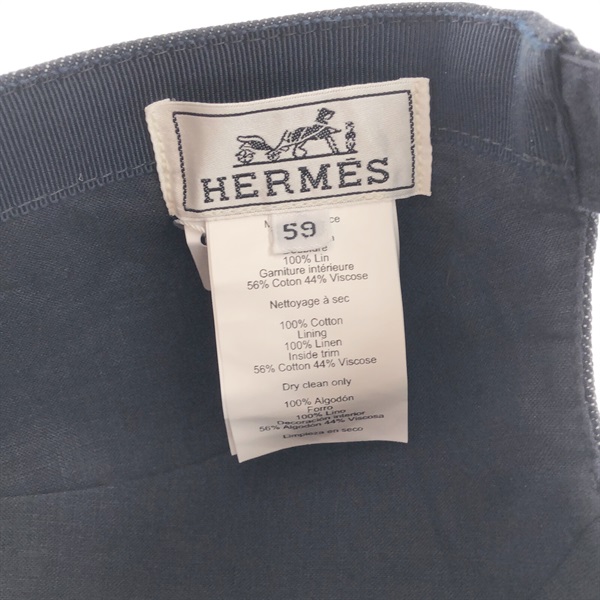 HERMÈS
59
100% Lin
Garniture intérieure
56% Coton 44% Viscose
Nettoyage à sec
100% Cotton
Lining
100% Linen
Inside trim
56% Cotton 44% Viscose
Dry clean only
100% Algodón
Forro
100% Lino
Decoración interior
56% Algodón 44% Viscosa
Limpieza en seco